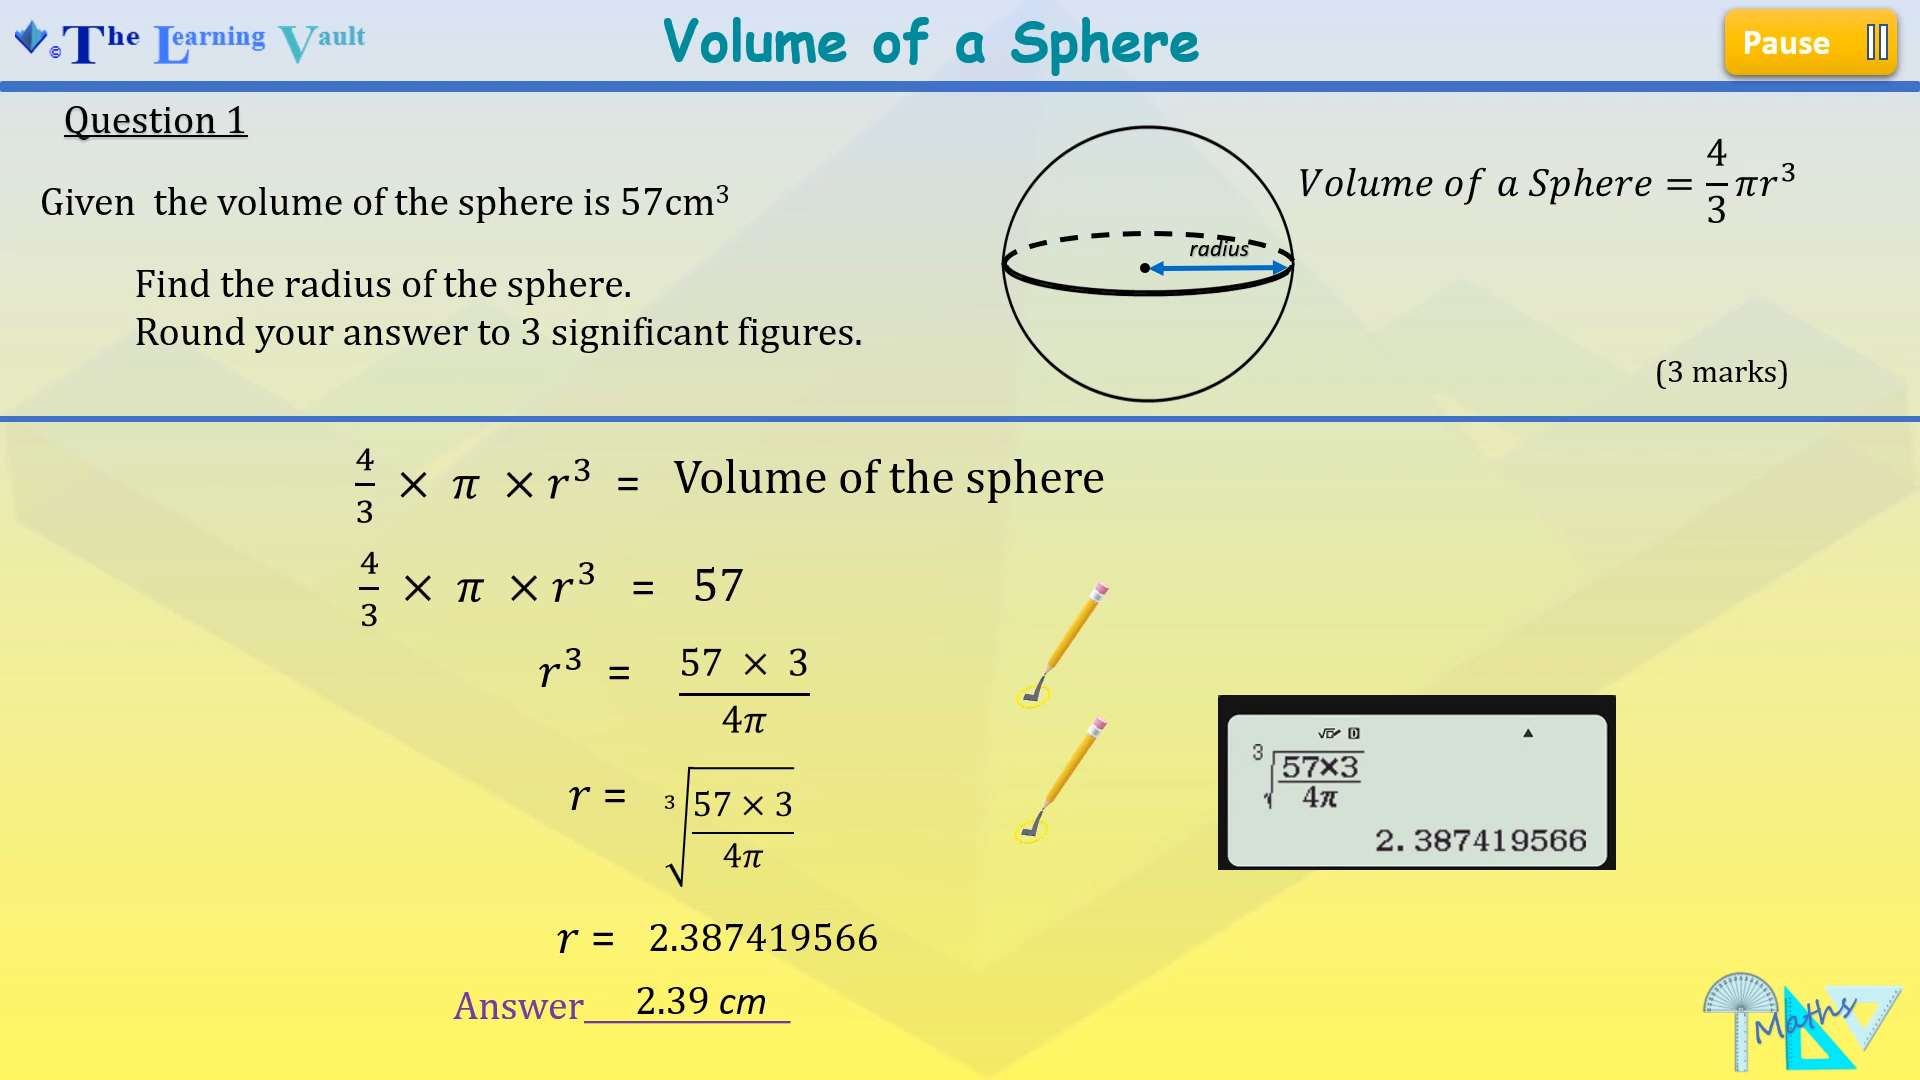 © The Learning Vault
Volume of a Sphere
Pause
Question 1
Given the volume of the sphere is 57cm³
Find the radius of the sphere.
Round your answer to 3 significant figures.
radius
Volume of a Sphere = 4/3 πr³
(3 marks)
4/3 × π × r³ = Volume of the sphere
4/3 × π × r³ = 57
r³ = 57 × 3 / 4π
r = ³√(57 × 3 / 4π)
³√(57×3 / 4π)
2.387419566
r = 2.387419566
Answer 2.39 cm
Maths